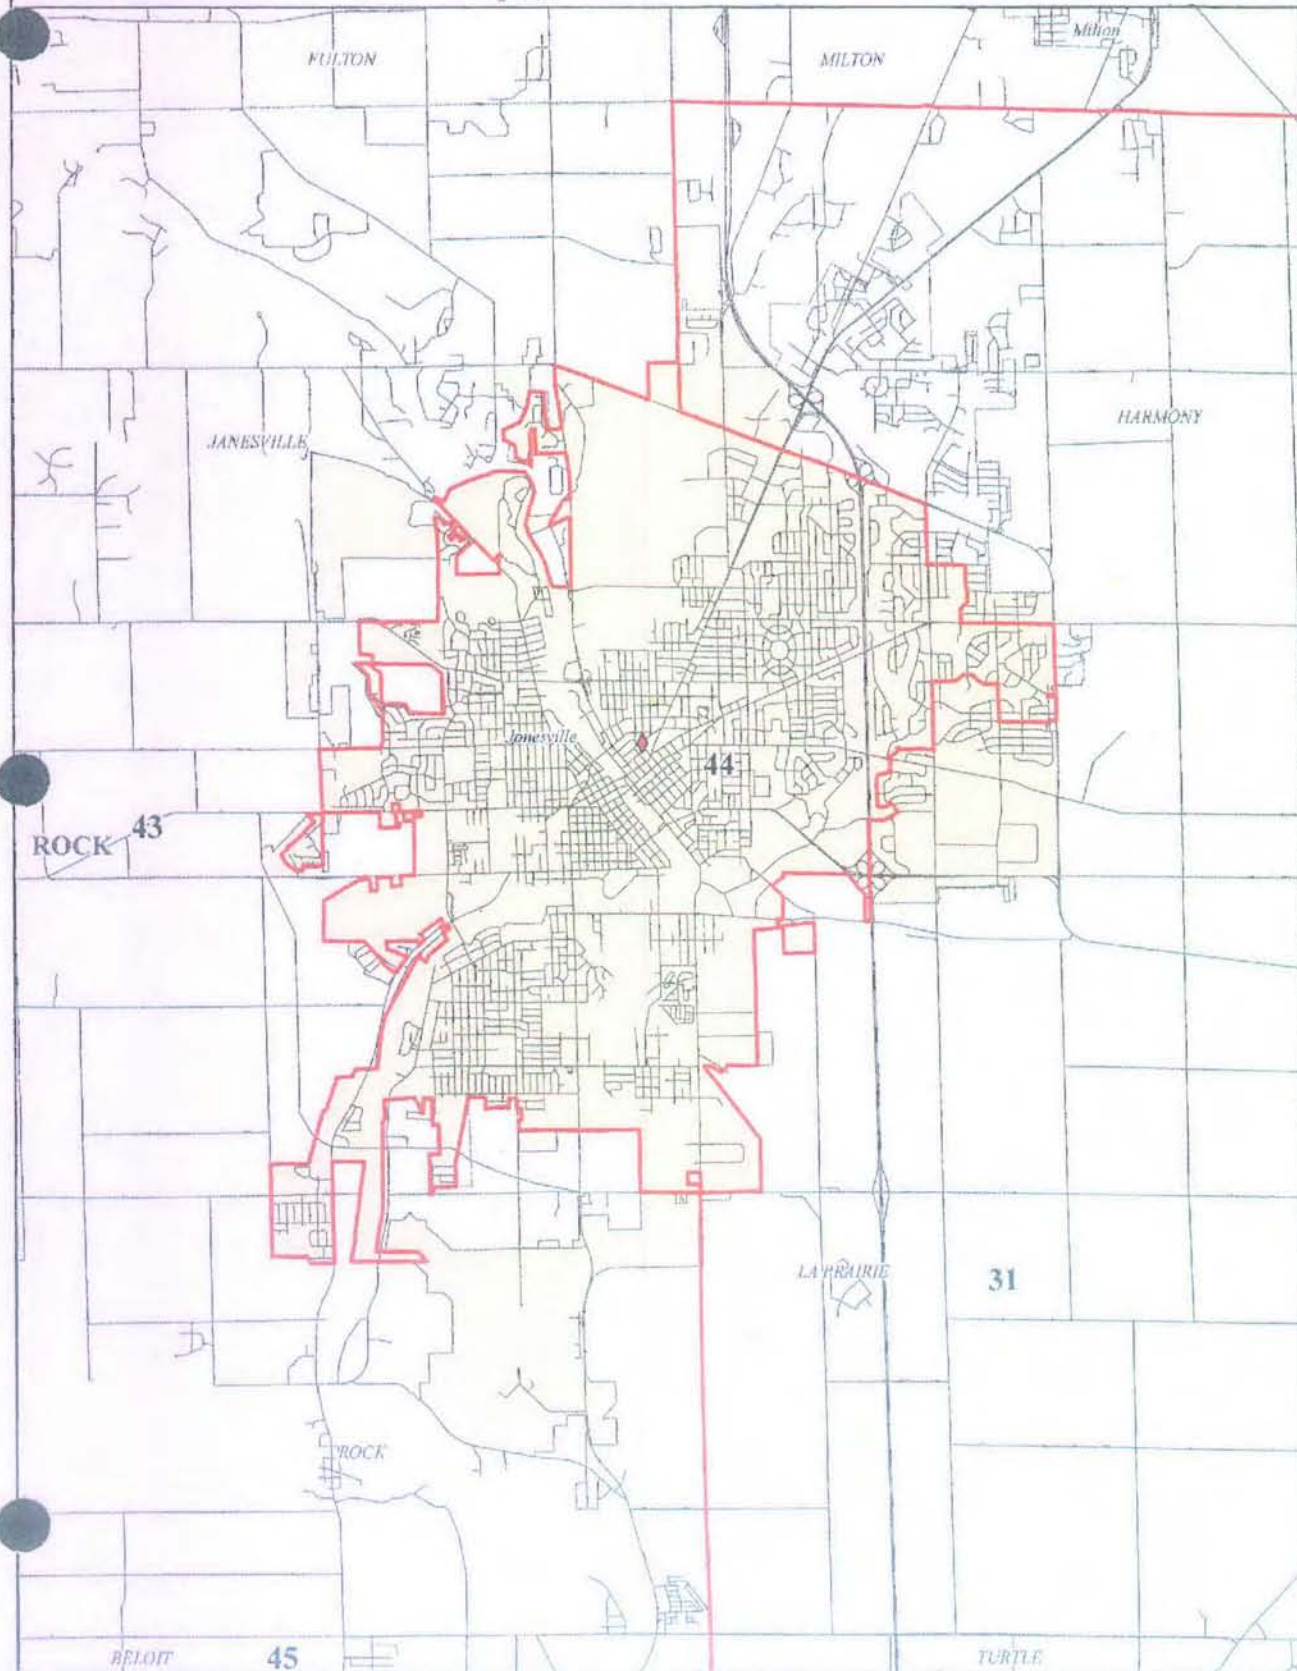 FULTON
MILTON
Milton
JANESVILLE
HARMONY
Janesville
44
ROCK 43
LA PRAIRIE
31
ROCK
BELOIT
45
TURTLE